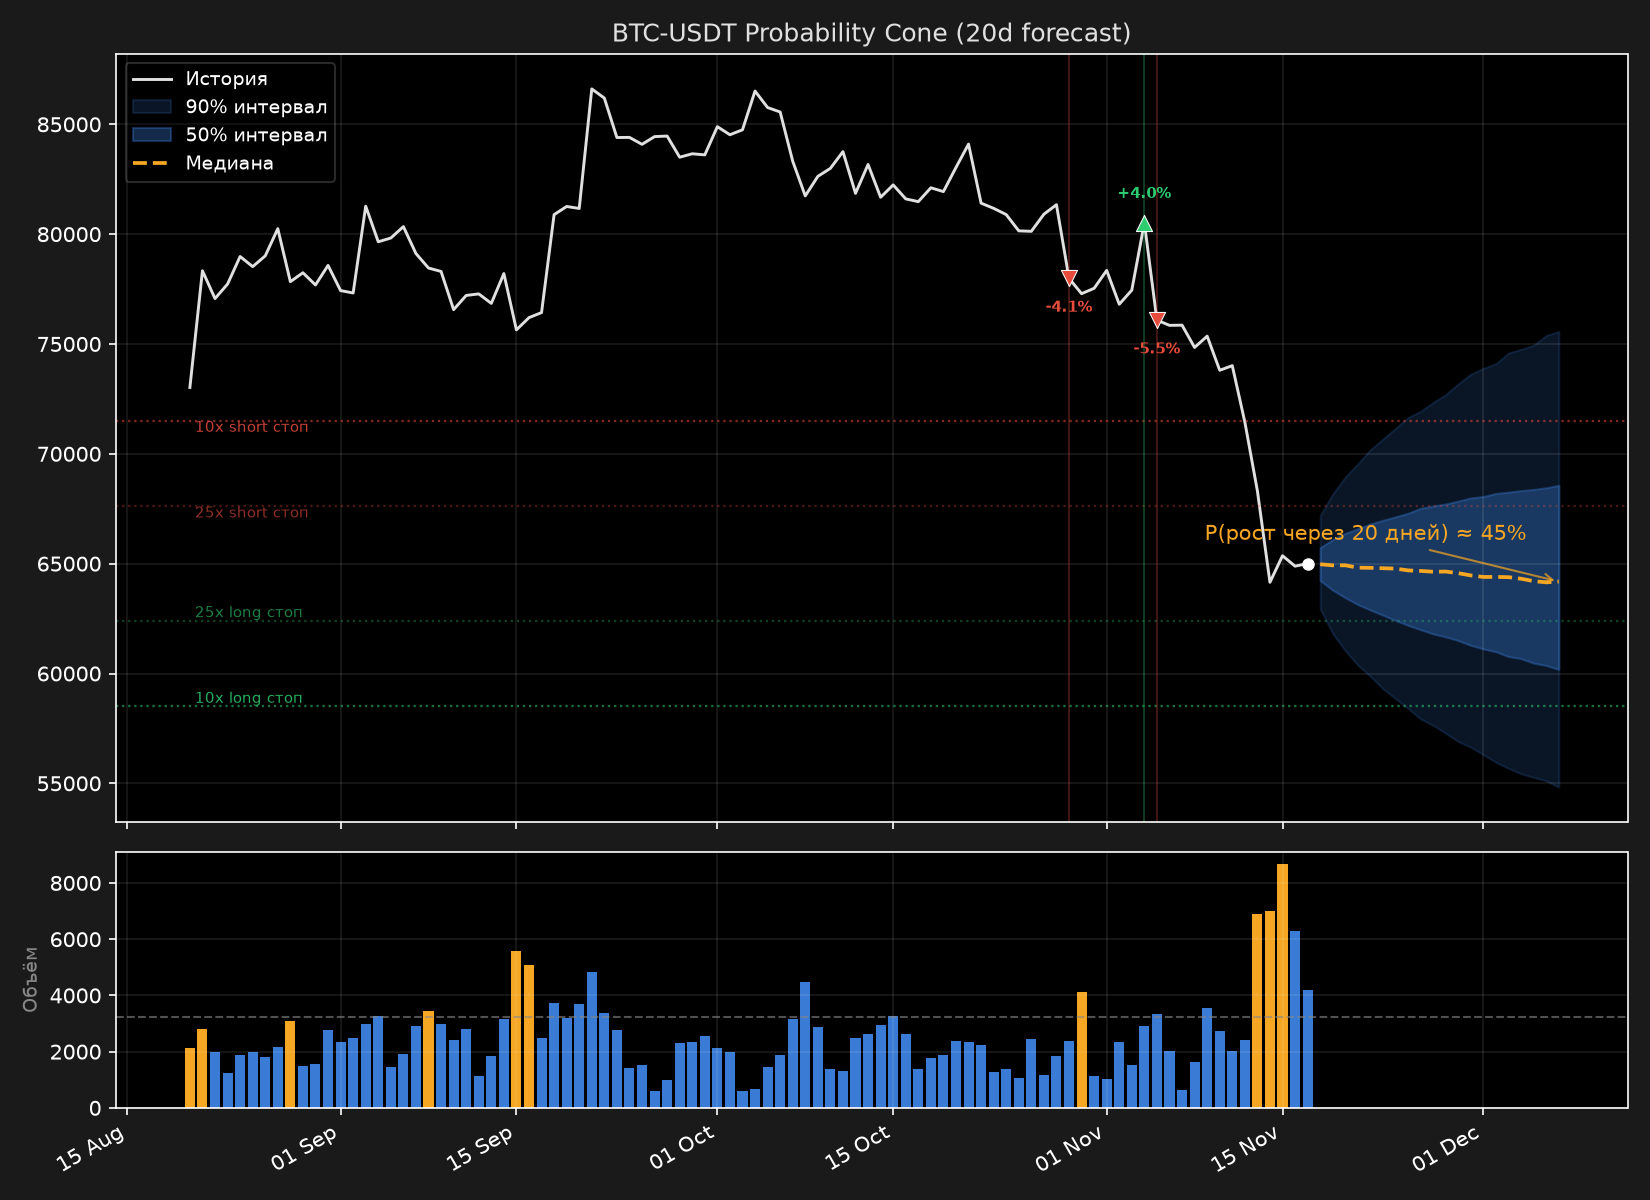 BTC-USDT Probability Cone (20d forecast)
История
90% интервал
50% интервал
Медиана
85000
80000
75000
70000
65000
60000
55000
+4.0%
-4.1%
-5.5%
10x short стоп
25x short стоп
P(рост через 20 дней) ≈ 45%
25x long стоп
10x long стоп
Объём
8000
6000
4000
2000
0
15 Aug
01 Sep
15 Sep
01 Oct
15 Oct
01 Nov
15 Nov
01 Dec